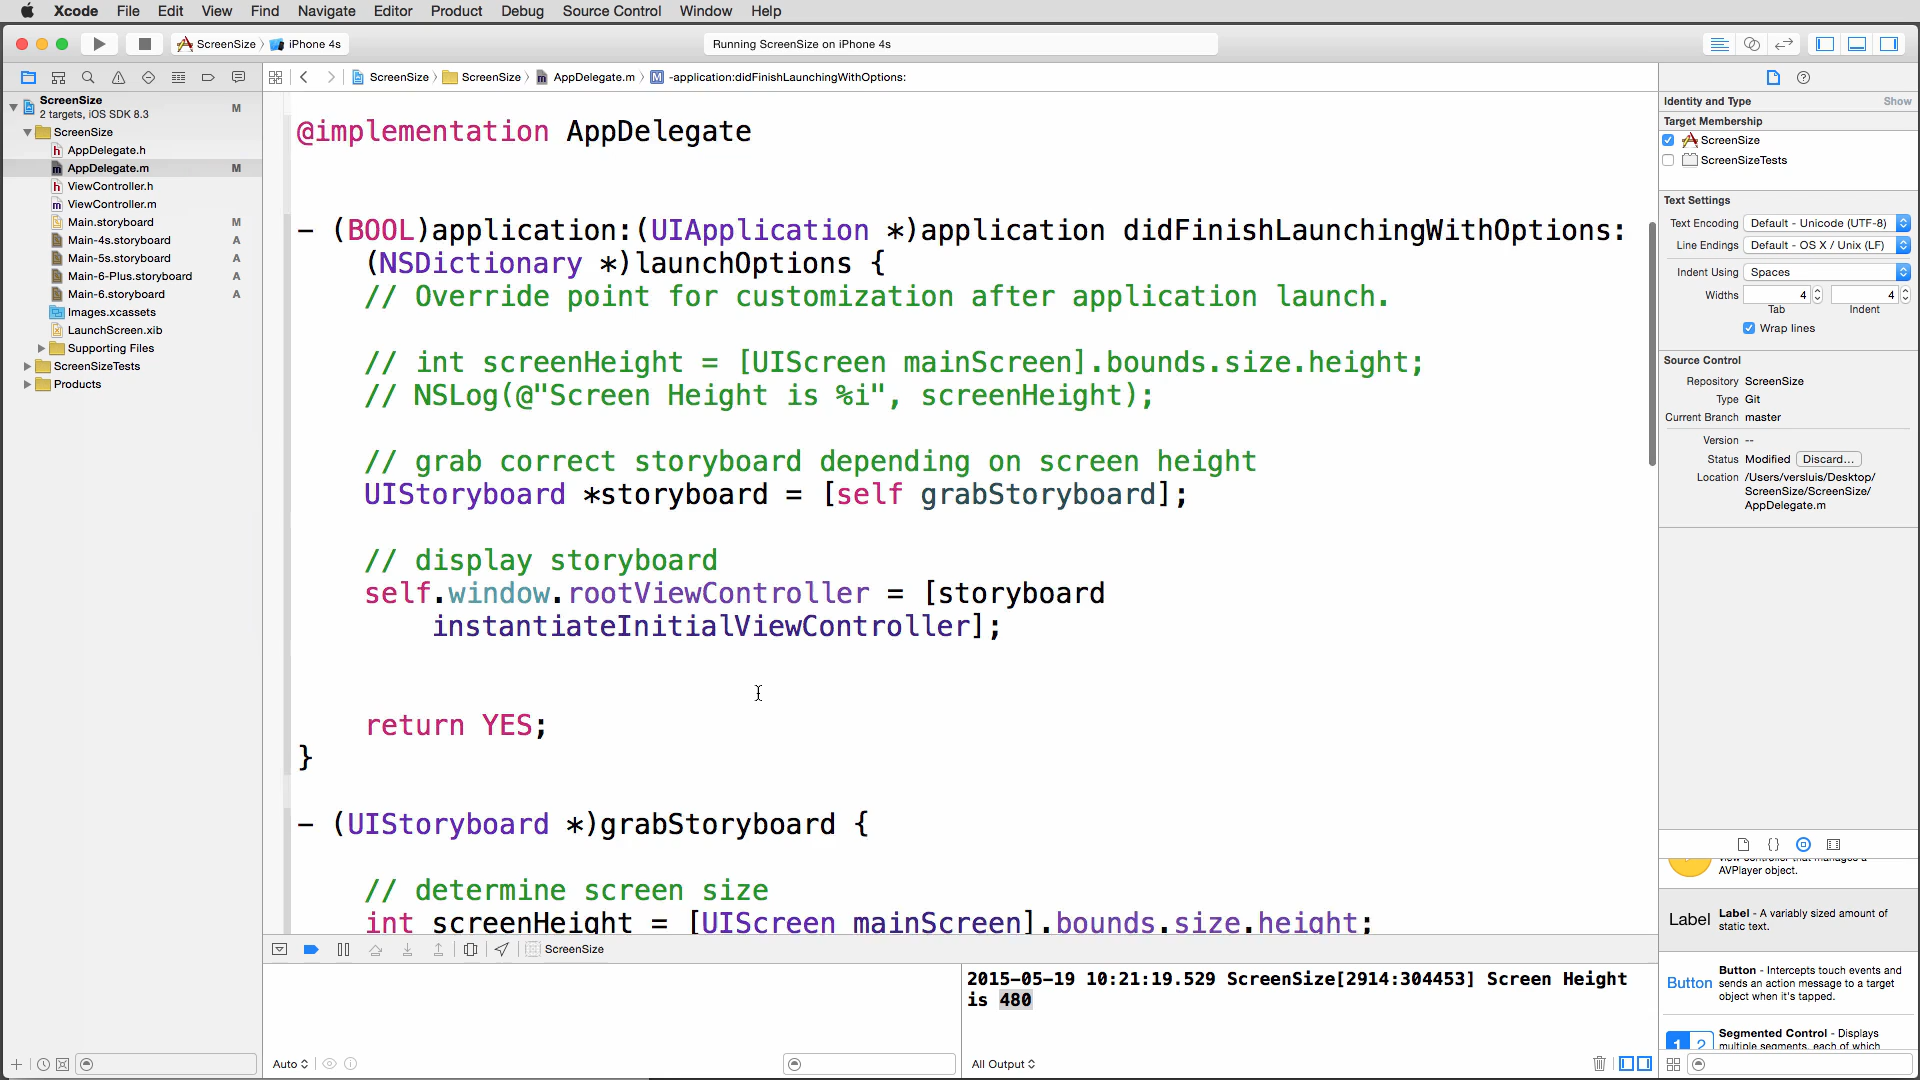 Xcode File Edit View Find Navigate Editor Product Debug Source Control Window Help
ScreenSize iPhone 4s
Running ScreenSize on iPhone 4s
ScreenSize ScreenSize AppDelegate.m -application:didFinishLaunchingWithOptions:
ScreenSize M
2 targets, iOS SDK 8.3
ScreenSize
AppDelegate.h
AppDelegate.m M
ViewController.h
ViewController.m
Main.storyboard M
Main-4s.storyboard A
Main-5s.storyboard A
Main-6-Plus.storyboard A
Main-6.storyboard A
Images.xcassets
LaunchScreen.xib
Supporting Files
ScreenSizeTests
Products
@implementation AppDelegate
- (BOOL)application:(UIApplication *)application didFinishLaunchingWithOptions:
(NSDictionary *)launchOptions {
// Override point for customization after application launch.
// int screenHeight = [UIScreen mainScreen].bounds.size.height;
// NSLog(@"Screen Height is %i", screenHeight);
// grab correct storyboard depending on screen height
UIStoryboard *storyboard = [self grabStoryboard];
// display storyboard
self.window.rootViewController = [storyboard
instantiateInitialViewController];
return YES;
}
- (UIStoryboard *)grabStoryboard {
// determine screen size
int screenHeight = [UIScreen mainScreen].bounds.size.height;
ScreenSize
2015-05-19 10:21:19.529 ScreenSize[2914:304453] Screen Height
is 480
Auto
All Output
Identity and Type Show
Target Membership
ScreenSize
ScreenSizeTests
Text Settings
Text Encoding Default - Unicode (UTF-8)
Line Endings Default - OS X / Unix (LF)
Indent Using Spaces
Widths 4 4
Tab Indent
Wrap lines
Source Control
Repository ScreenSize
Type Git
Current Branch master
Version --
Status Modified Discard...
Location /Users/versluis/Desktop/
ScreenSize/ScreenSize/
AppDelegate.m
view controller that manages a
AVPlayer object.
Label Label - A variably sized amount of
static text.
Button Button - Intercepts touch events and
sends an action message to a target
object when it's tapped.
1 2 Segmented Control - Displays
multiple segments, each of which